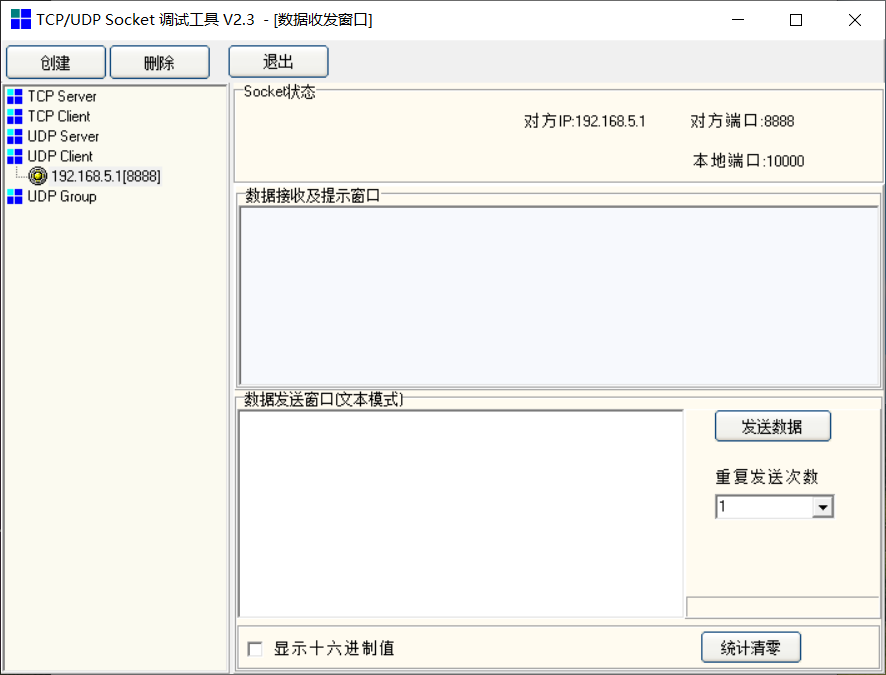 TCP/UDP Socket 调试工具 V2.3 - [数据收发窗口]
创建 删除 退出
TCP Server
TCP Client
UDP Server
UDP Client
192.168.5.1[8888]
UDP Group
Socket状态
对方IP:192.168.5.1 对方端口:8888
本地端口:10000
数据接收及提示窗口
数据发送窗口(文本模式)
发送数据
重复发送次数
1
显示十六进制值
统计清零